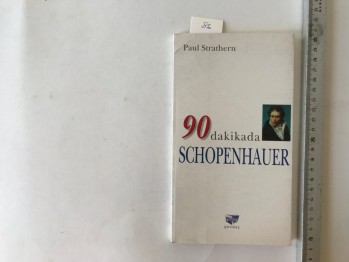 Paul Strathern
90 dakikada
SCHOPENHAUER